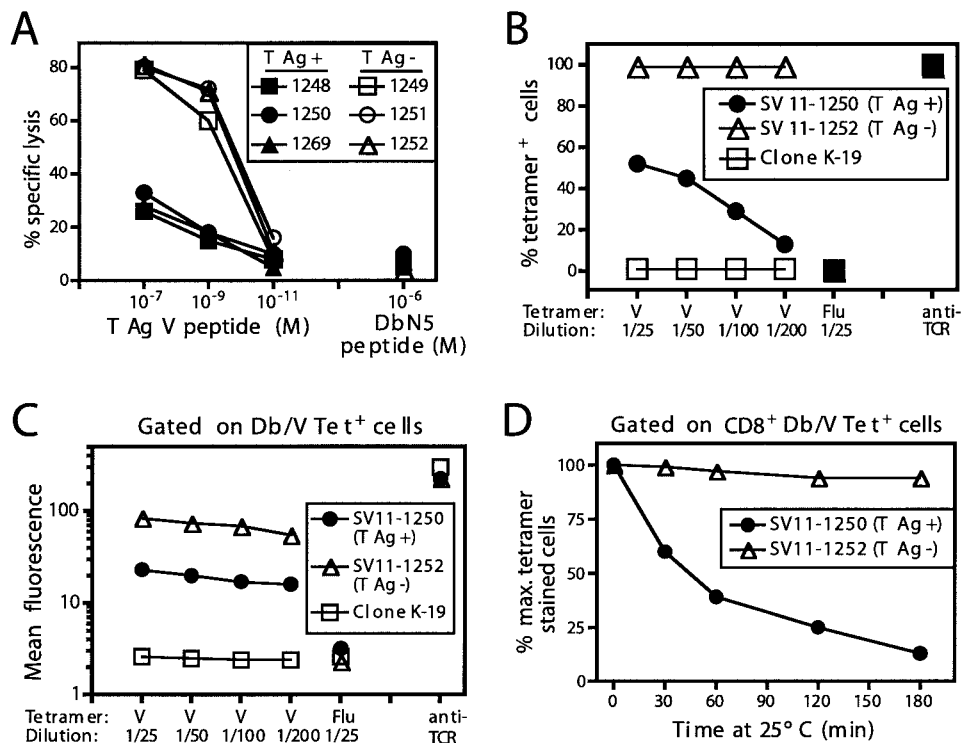 A
% specific lysis
80
60
40
20
0
T Ag +
T Ag -
1248
1249
1250
1251
1269
1252
10-7
10-9
10-11
10-6
T Ag V peptide (M)
DbN5
peptide (M)
B
% tetramer+ cells
100
80
60
40
20
0
SV 11-1250 (T Ag+)
SV 11-1252 (T Ag-)
Clone K-19
Tetramer: V V V V Flu anti-
Dilution: 1/25 1/50 1/100 1/200 1/25 TCR
C
Gated on Db/V Tet+ cells
Mean fluorescence
100
10
1
SV11-1250
(T Ag+)
SV11-1252
(T Ag-)
Clone K-19
Tetramer: V V V V Flu anti-
Dilution: 1/25 1/50 1/100 1/200 1/25 TCR
D
Gated on CD8+ Db/V Tet+ cells
% max. tetramer
stained cells
100
75
50
25
0
SV11-1250 (T Ag+)
SV11-1252 (T Ag-)
0 30 60 90 120 150 180
Time at 25° C (min)